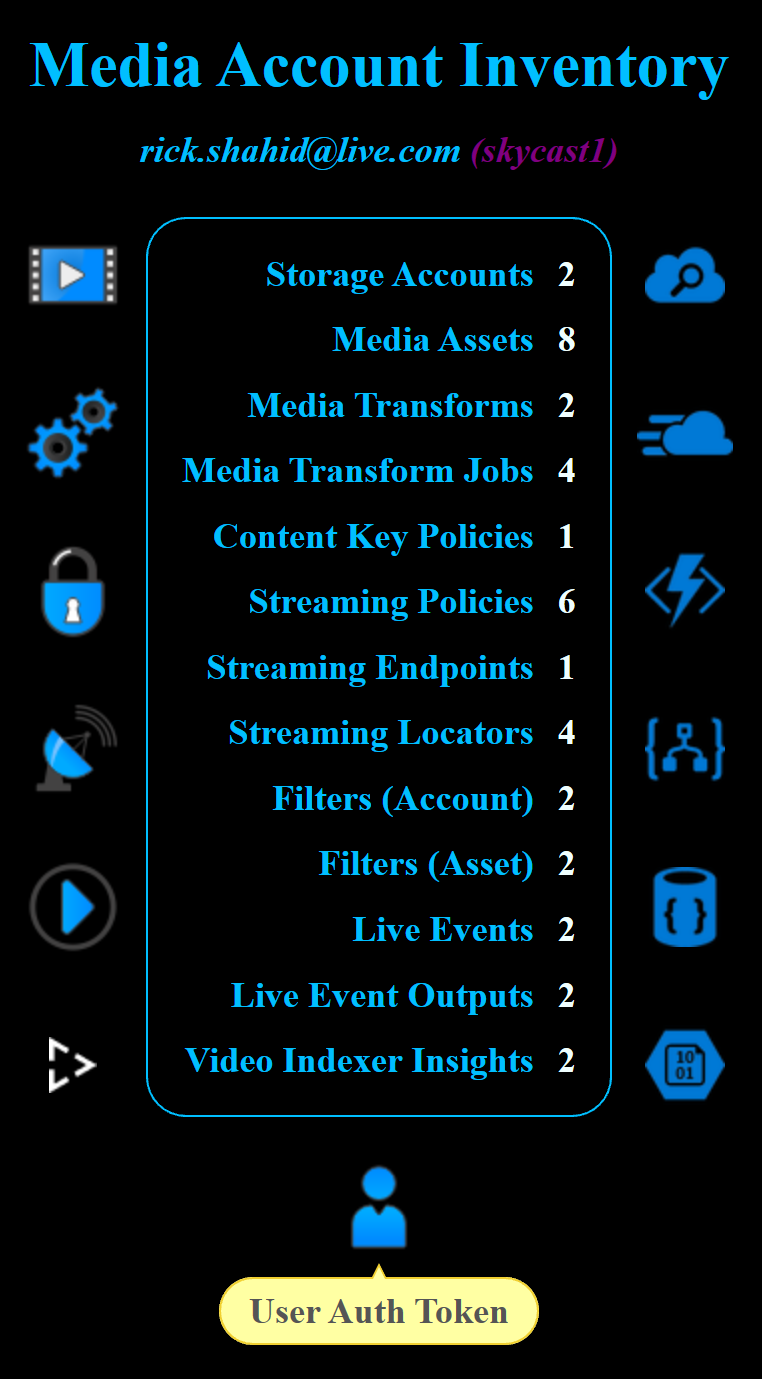 Media Account Inventory
rick.shahid@live.com (skycast1)
Storage Accounts 2
Media Assets 8
Media Transforms 2
Media Transform Jobs 4
Content Key Policies 1
Streaming Policies 6
Streaming Endpoints 1
Streaming Locators 4
Filters (Account) 2
Filters (Asset) 2
Live Events 2
Live Event Outputs 2
Video Indexer Insights 2
10
01
User Auth Token